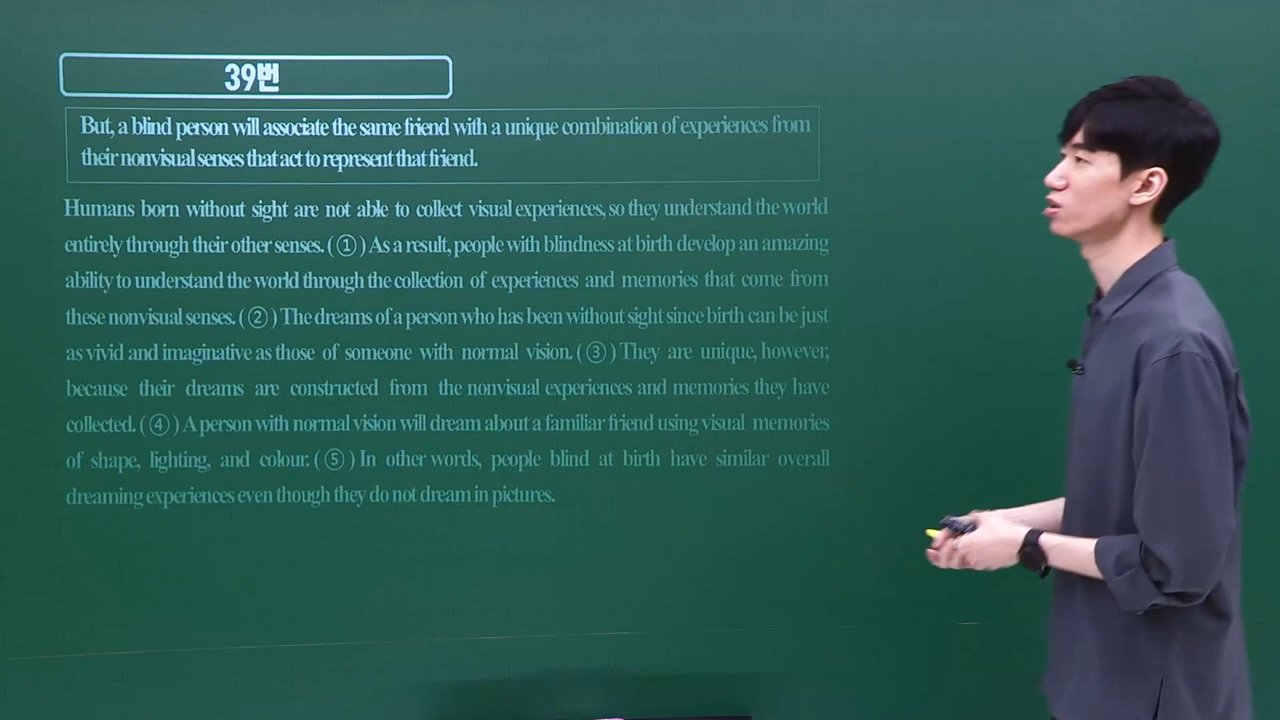 39번
But, a blind person will associate the same friend with a unique combination of experiences from
their nonvisual senses that act to represent that friend.
Humans born without sight are not able to collect visual experiences, so they understand the world
entirely through their other senses. ( ① ) As a result, people with blindness at birth develop an amazing
ability to understand the world through the collection of experiences and memories that come from
these nonvisual senses. ( ② ) The dreams of a person who has been without sight since birth can be just
as vivid and imaginative as those of someone with normal vision. ( ③ ) They are unique, however,
because their dreams are constructed from the nonvisual experiences and memories they have
collected. ( ④ ) A person with normal vision will dream about a familiar friend using visual memories
of shape, lighting, and colour. ( ⑤ ) In other words, people blind at birth have similar overall
dreaming experiences even though they do not dream in pictures.